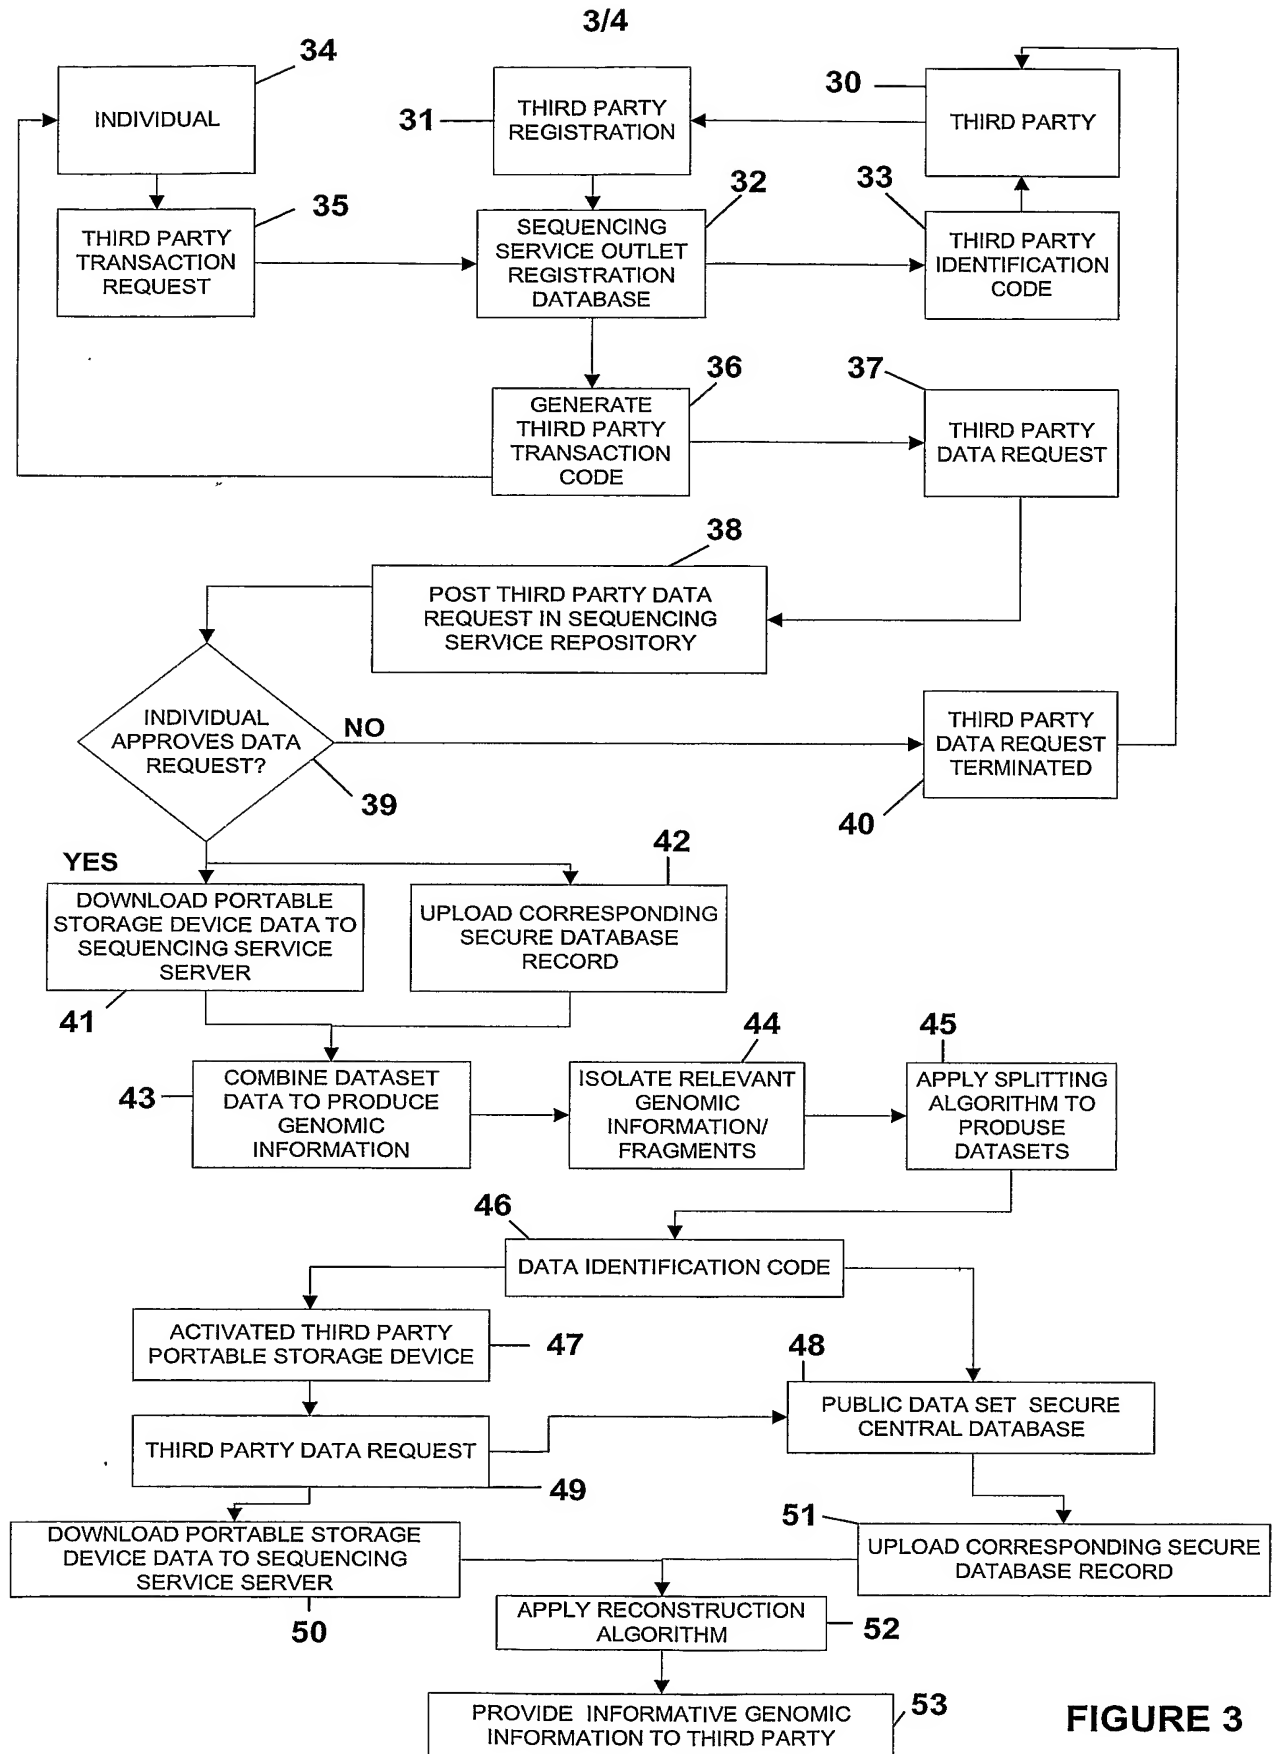 3/4
34
INDIVIDUAL
31
THIRD PARTY
REGISTRATION
30
THIRD PARTY
35
THIRD PARTY
TRANSACTION
REQUEST
32
SEQUENCING
SERVICE OUTLET
REGISTRATION
DATABASE
33
THIRD PARTY
IDENTIFICATION
CODE
36
GENERATE
THIRD PARTY
TRANSACTION
CODE
37
THIRD PARTY
DATA REQUEST
38
POST THIRD PARTY DATA
REQUEST IN SEQUENCING
SERVICE REPOSITORY
INDIVIDUAL
APPROVES DATA
REQUEST?
NO
39
THIRD PARTY
DATA REQUEST
TERMINATED
40
YES
42
DOWNLOAD PORTABLE
STORAGE DEVICE DATA TO
SEQUENCING SERVICE
SERVER
41
UPLOAD CORRESPONDING
SECURE DATABASE
RECORD
43
COMBINE DATASET
DATA TO PRODUCE
GENOMIC
INFORMATION
44
ISOLATE RELEVANT
GENOMIC
INFORMATION/
FRAGMENTS
45
APPLY SPLITTING
ALGORITHM TO
PRODUSE
DATASETS
46
DATA IDENTIFICATION CODE
ACTIVATED THIRD PARTY
PORTABLE STORAGE DEVICE
47
48
PUBLIC DATA SET SECURE
CENTRAL DATABASE
THIRD PARTY DATA REQUEST
49
DOWNLOAD PORTABLE STORAGE
DEVICE DATA TO SEQUENCING
SERVICE SERVER
50
51
UPLOAD CORRESPONDING SECURE
DATABASE RECORD
APPLY RECONSTRUCTION
ALGORITHM
52
PROVIDE INFORMATIVE GENOMIC
INFORMATION TO THIRD PARTY
53
FIGURE 3